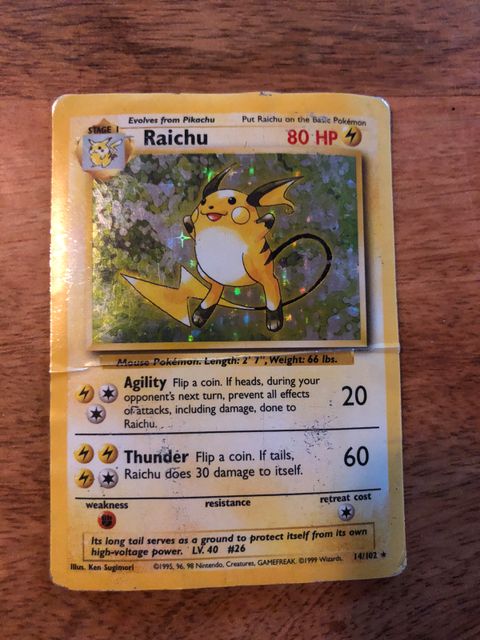 Evolves from Pikachu Put Raichu on the Basic Pokémon
STAGE 1
Raichu 80 HP
Mouse Pokémon. Length: 2' 7", Weight: 66 lbs.
Agility Flip a coin. If heads, during your
opponent's next turn, prevent all effects
of attacks, including damage, done to
Raichu.
20
Thunder Flip a coin. If tails,
Raichu does 30 damage to itself.
60
weakness resistance retreat cost
Its long tail serves as a ground to protect itself from its own
high-voltage power. LV. 40 #26
Illus. Ken Sugimori ©1995, 96, 98 Nintendo, Creatures, GAMEFREAK. ©1999 Wizards. 14/102 ★